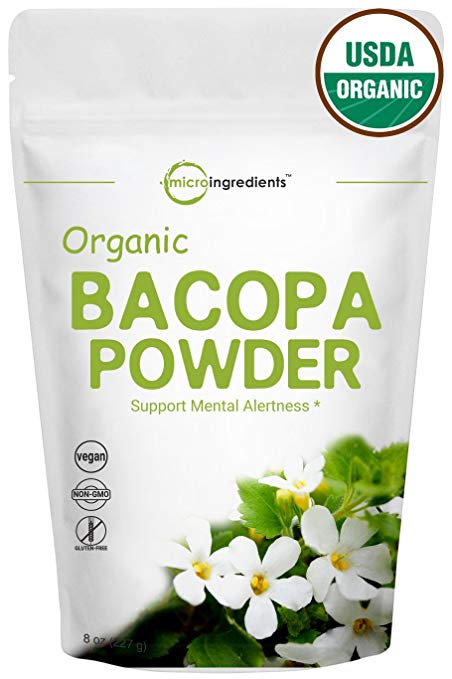 USDA
ORGANIC
microingredients™
Organic
BACOPA
POWDER
Support Mental Alertness *
vegan
NON-GMO
GLUTEN-FREE
8 oz (227 g)